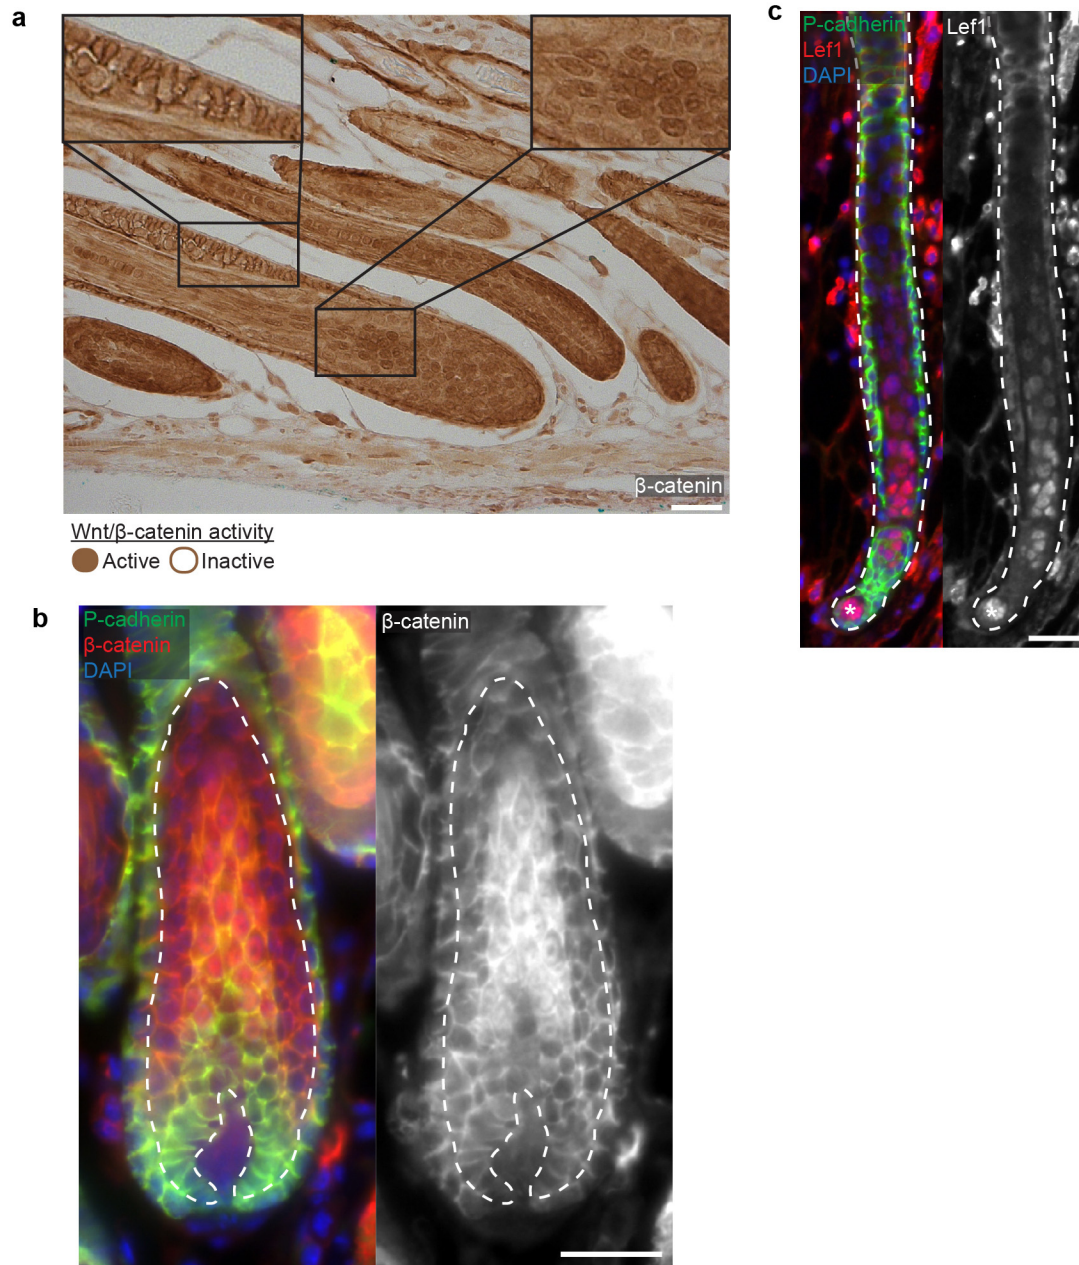 a
β-catenin
Wnt/β-catenin activity
Active Inactive
b
P-cadherin
β-catenin
DAPI
β-catenin
c
P-cadherin
Lef1
Lef1
DAPI
*
*